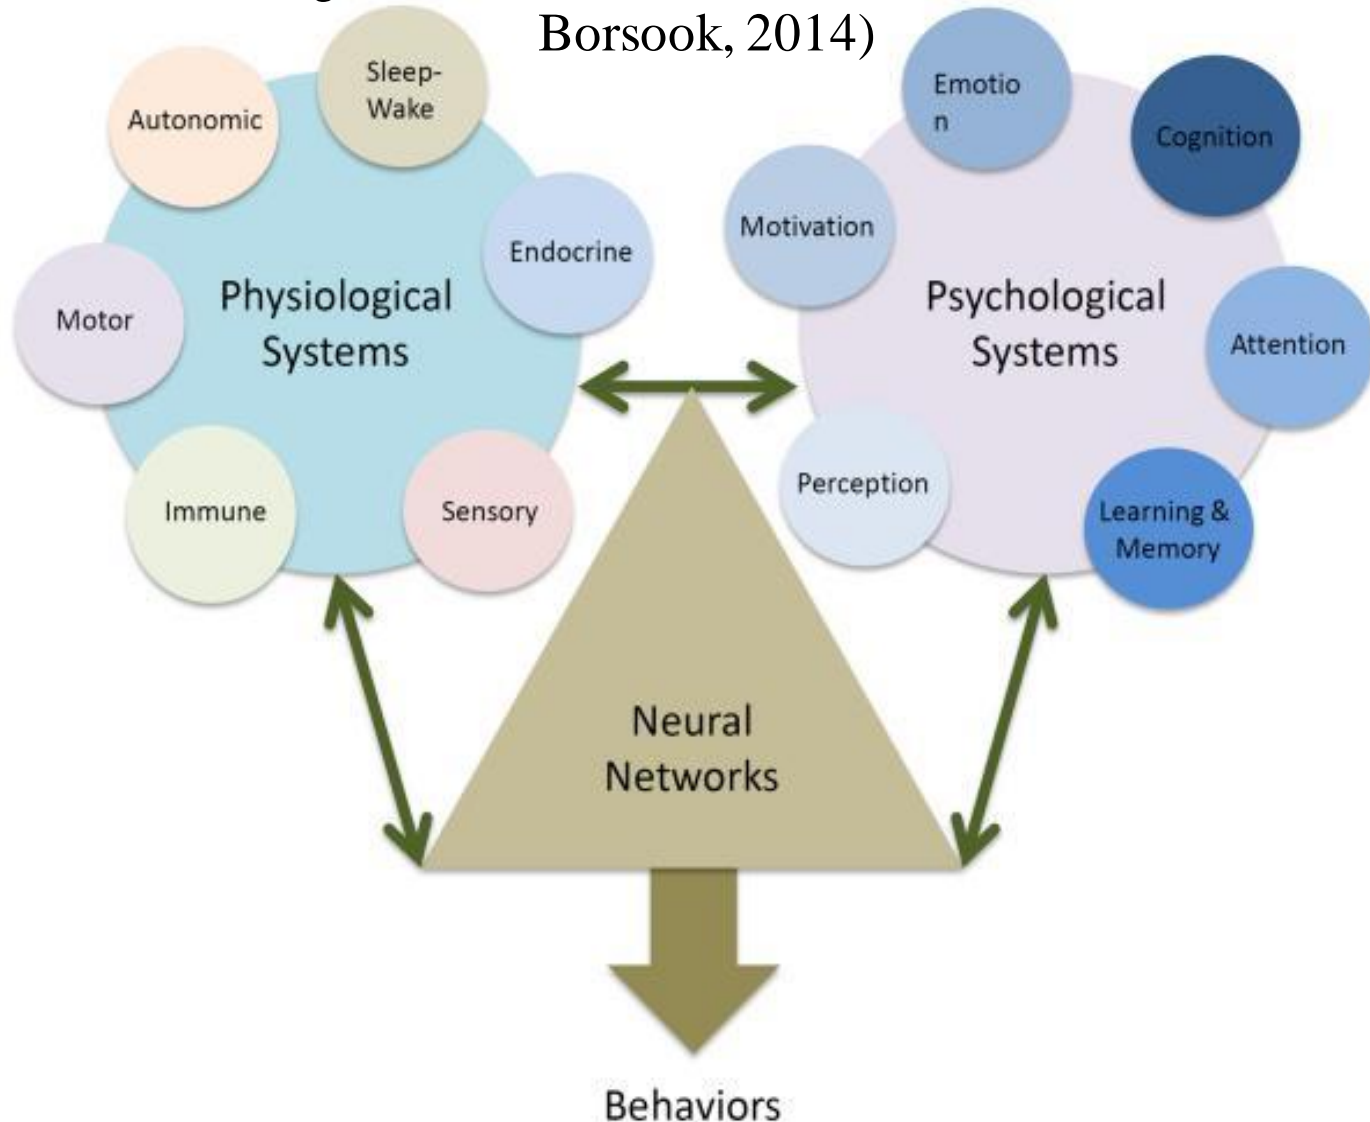 Borsook, 2014)
Sleep-
Wake
Autonomic
Endocrine
Motor
Physiological
Systems
Immune
Sensory
Emotio
n
Cognition
Motivation
Psychological
Systems
Attention
Perception
Learning &
Memory
Neural
Networks
Behaviors